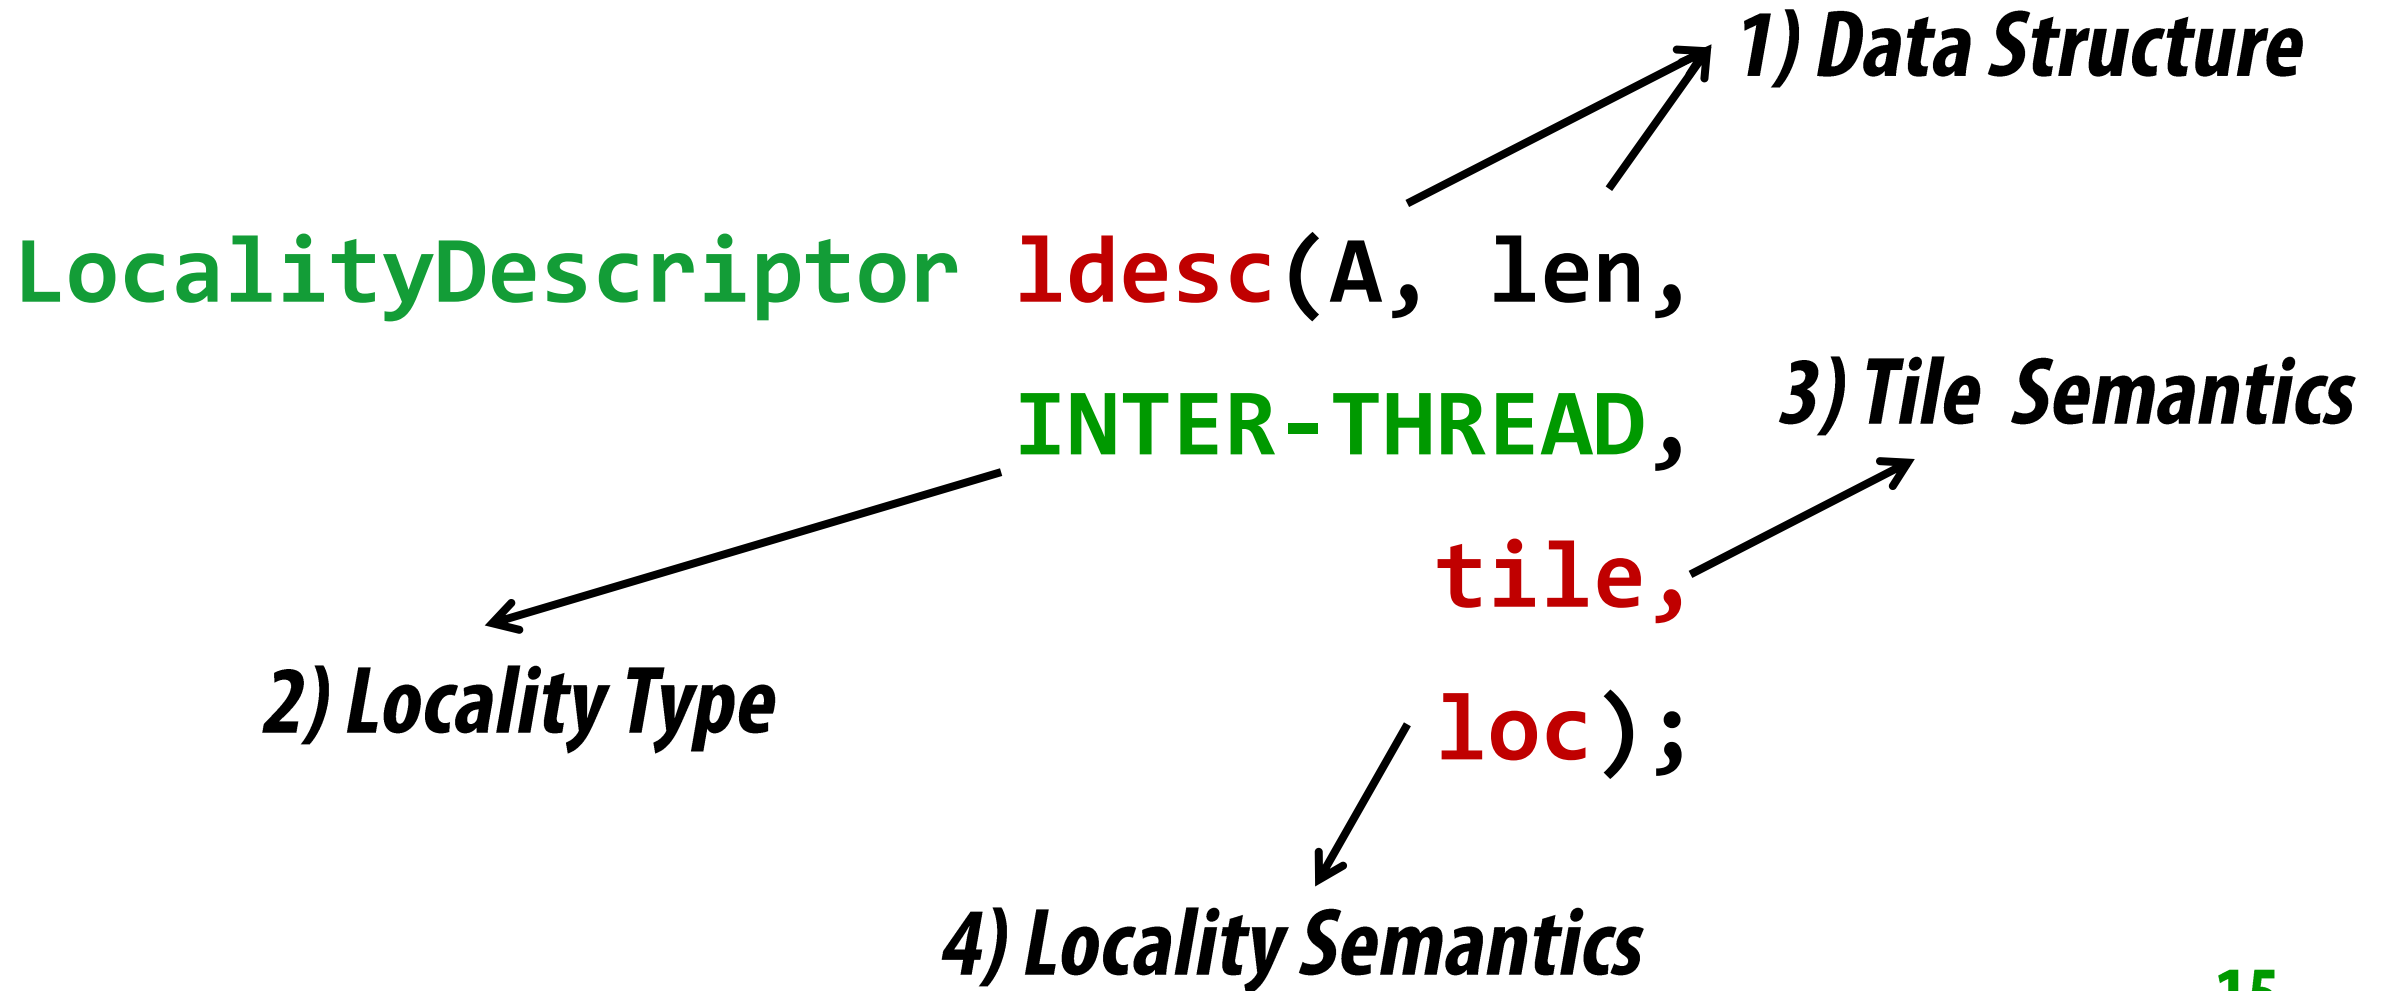 1) Data Structure
LocalityDescriptor ldesc(A, len,
INTER-THREAD,
3) Tile Semantics
tile,
2) Locality Type
loc);
4) Locality Semantics
15